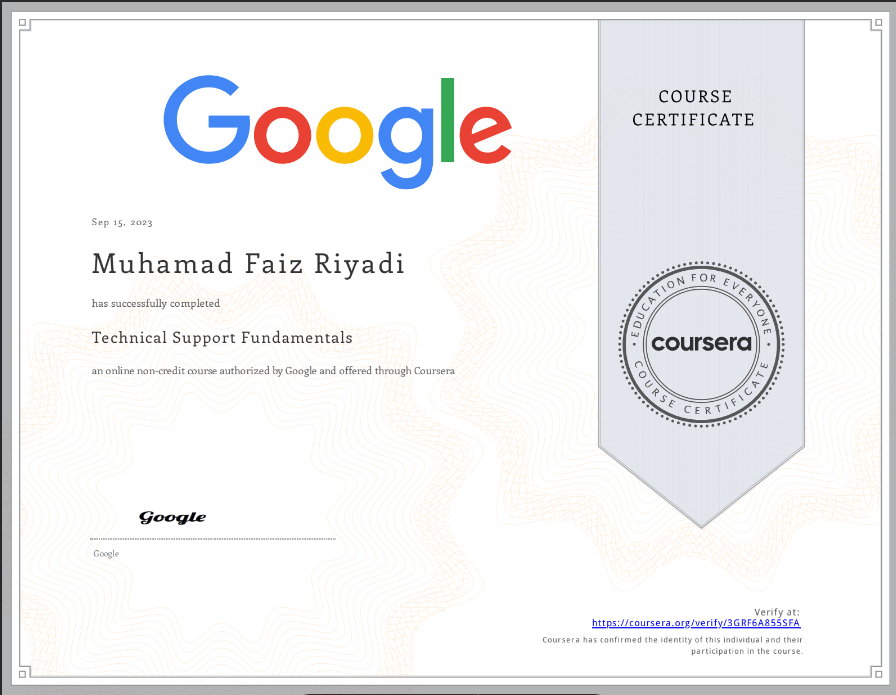 Google
COURSE
CERTIFICATE
Sep 15, 2023
Muhamad Faiz Riyadi
has successfully completed
Technical Support Fundamentals
an online non-credit course authorized by Google and offered through Coursera
EDUCATION FOR EVERYONE
coursera
COURSE CERTIFICATE
Google
Google
Verify at:
https://coursera.org/verify/3GRF6A855SFA
Coursera has confirmed the identity of this individual and their
participation in the course.